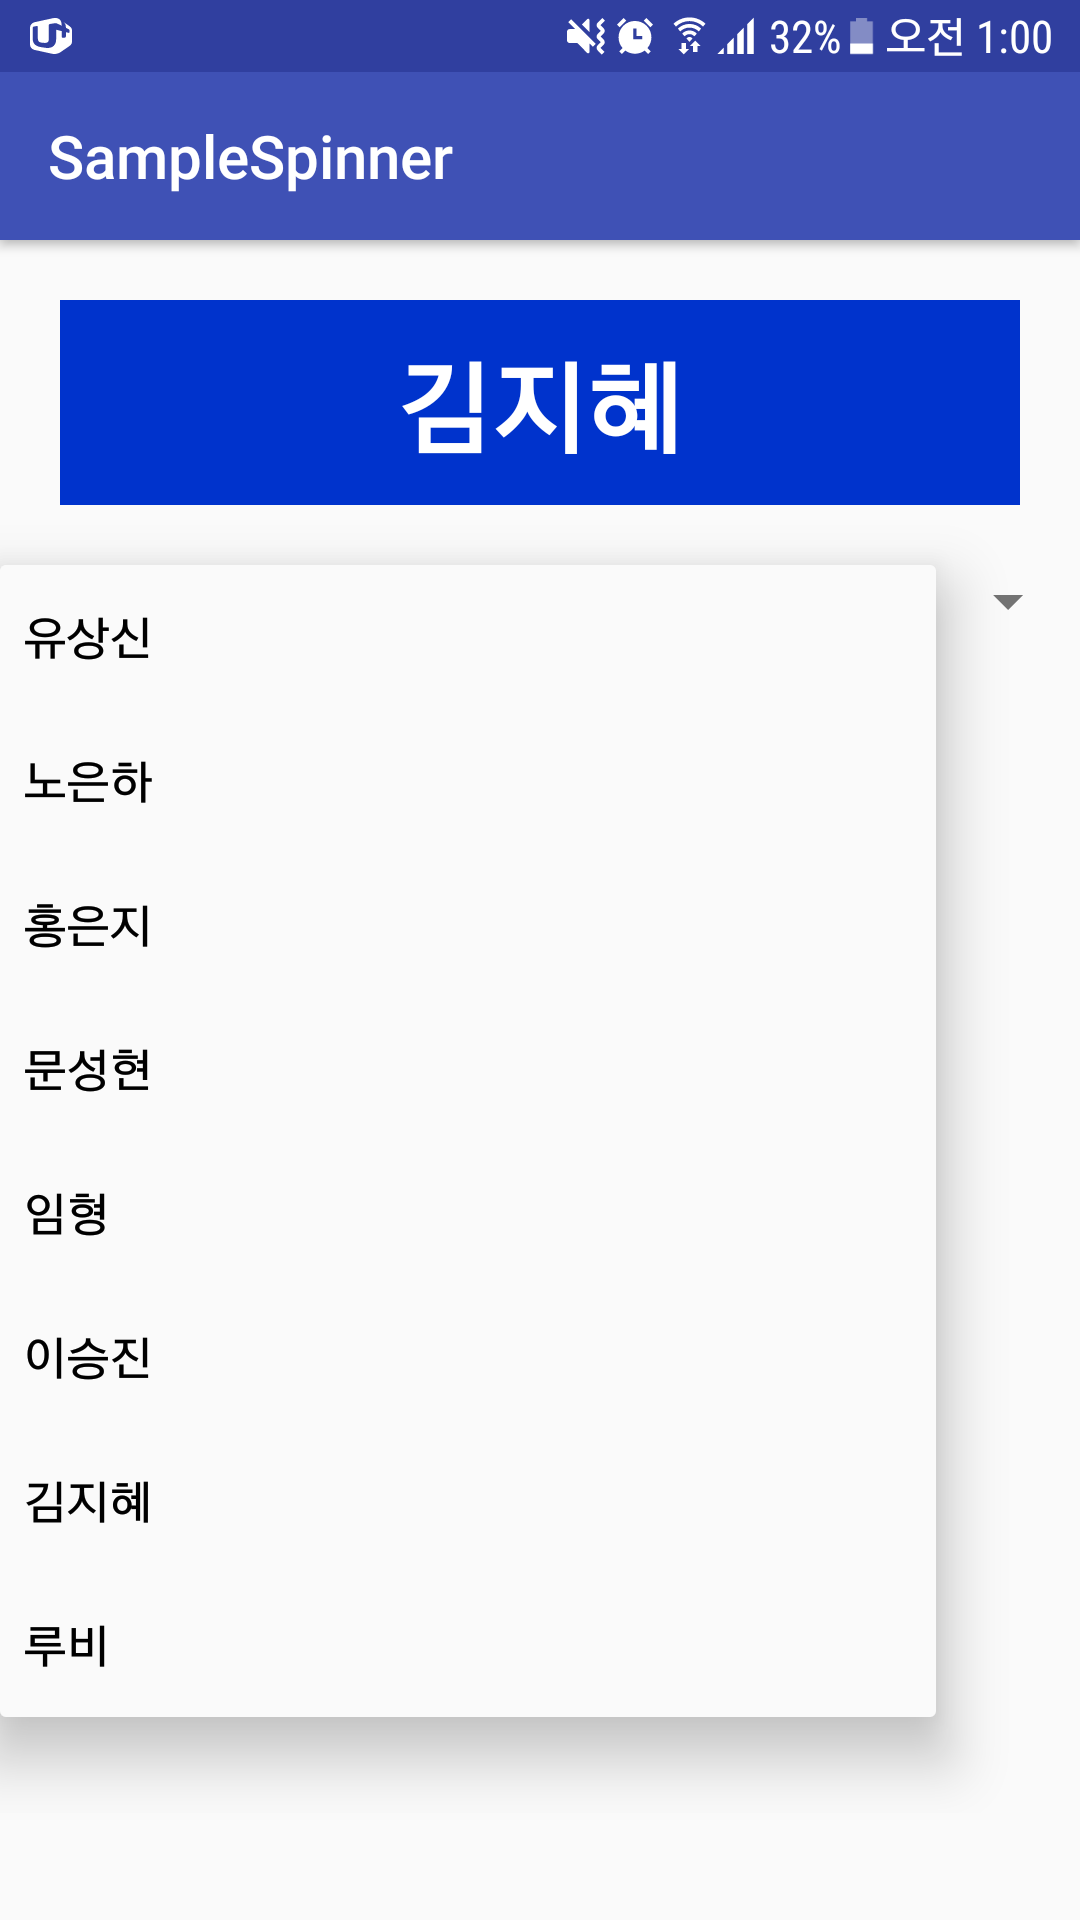 U+ 32% 오전 1:00
SampleSpinner
김지혜
유상신
노은하
홍은지
문성현
임형
이승진
김지혜
루비